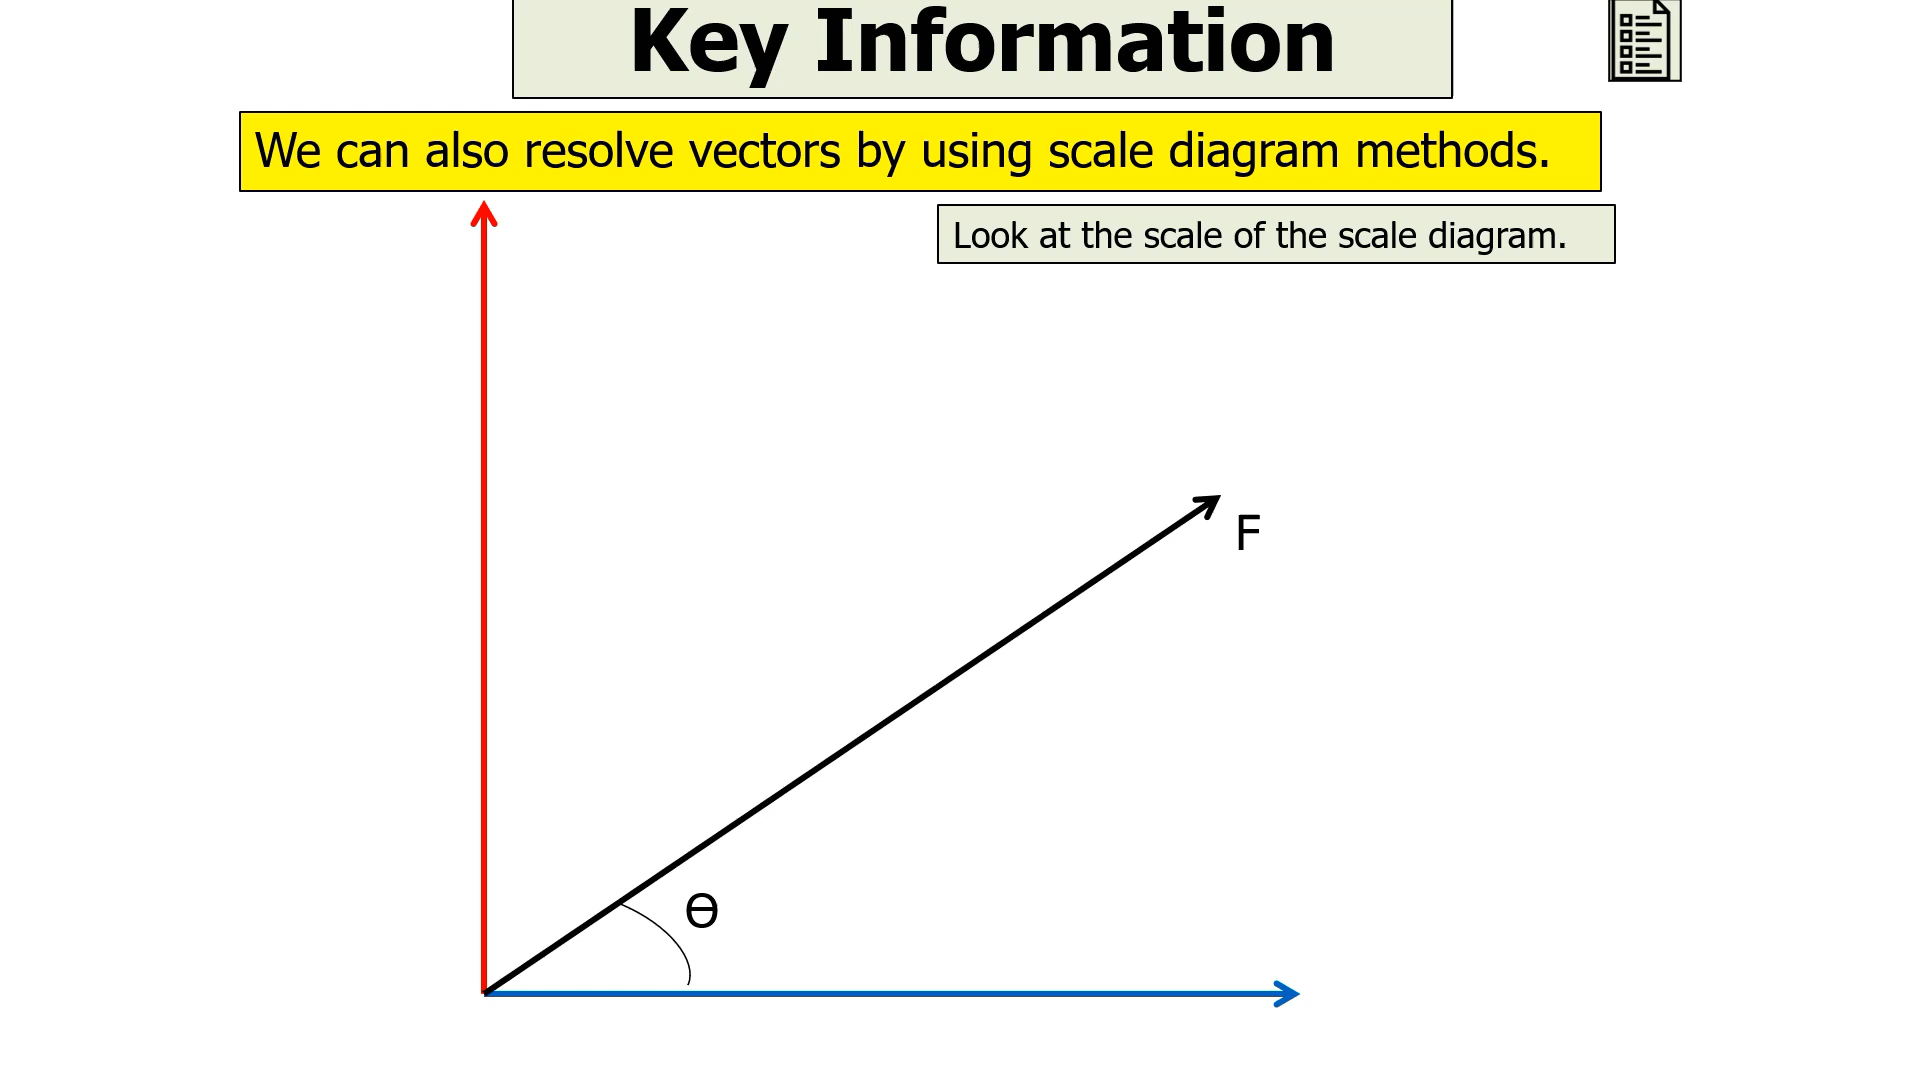 Key Information
We can also resolve vectors by using scale diagram methods.
Look at the scale of the scale diagram.
F
ϴ